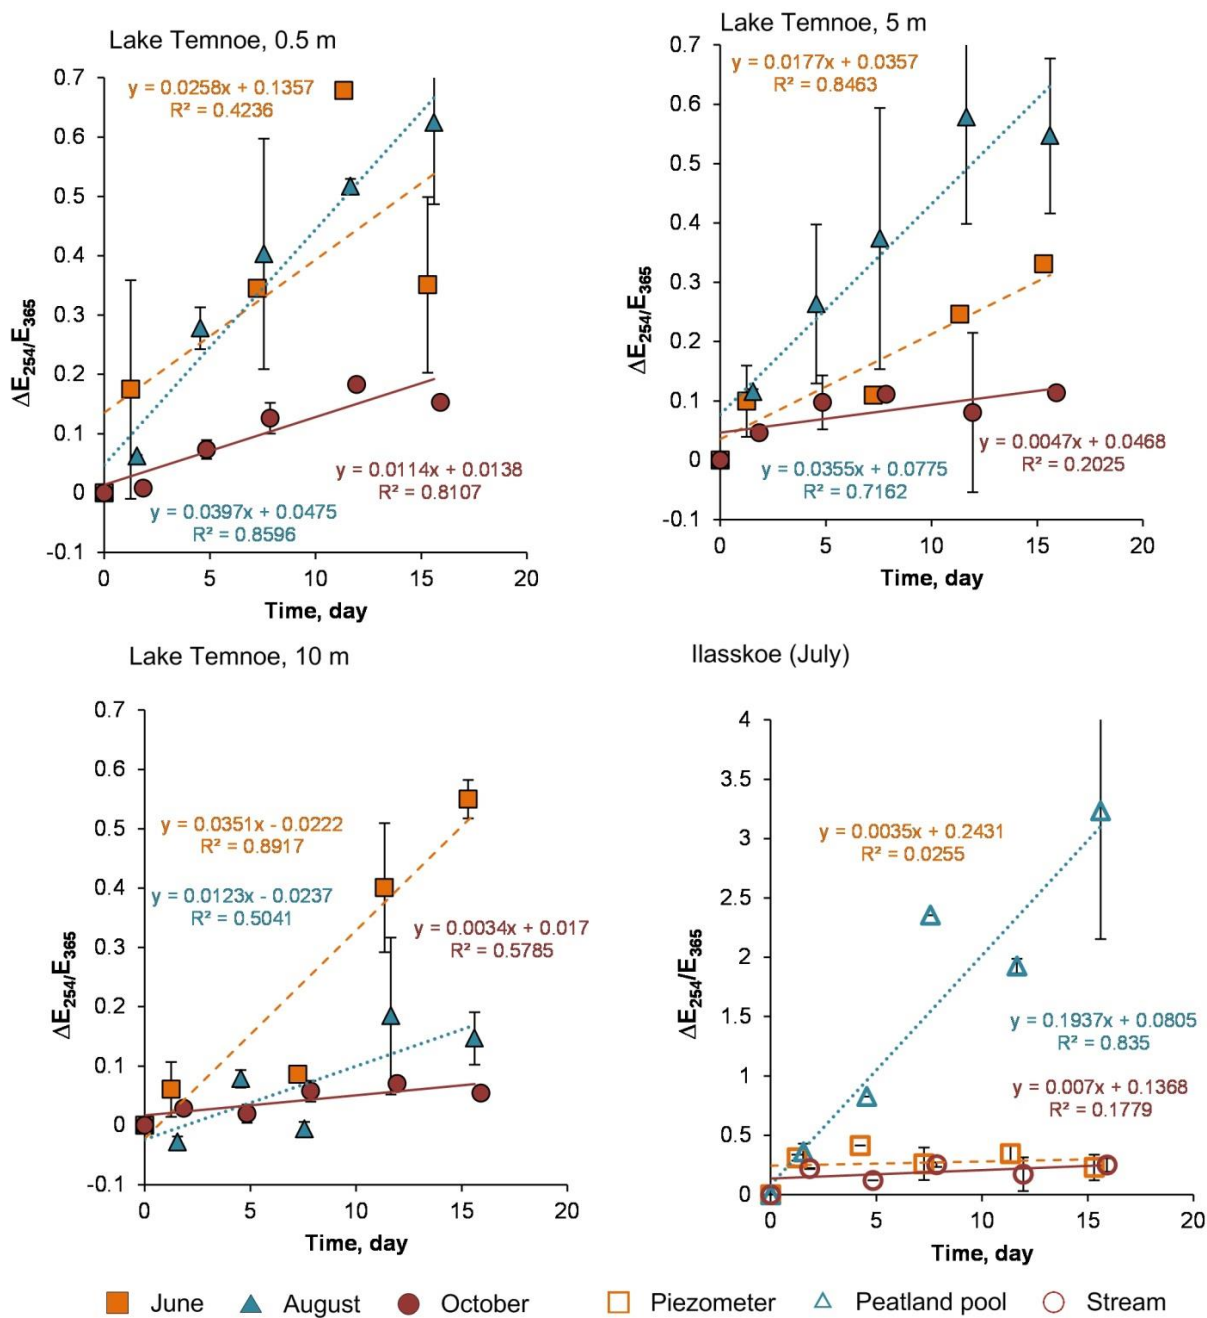 Lake Temnoe, 0.5 m
0.7
0.6
0.5
0.4
0.3
0.2
0.1
0
-0.1
ΔE254/E365
y = 0.0258x + 0.1357
R² = 0.4236
y = 0.0114x + 0.0138
R² = 0.8107
y = 0.0397x + 0.0475
R² = 0.8596
0 5 10 15 20
Time, day
Lake Temnoe, 5 m
0.7
0.6
0.5
0.4
0.3
0.2
0.1
0
-0.1
ΔE254/E365
y = 0.0177x + 0.0357
R² = 0.8463
y = 0.0047x + 0.0468
R² = 0.2025
y = 0.0355x + 0.0775
R² = 0.7162
0 5 10 15 20
Time, day
Lake Temnoe, 10 m
0.7
0.6
0.5
0.4
0.3
0.2
0.1
0
-0.1
ΔE254/E365
y = 0.0351x - 0.0222
R² = 0.8917
y = 0.0123x - 0.0237
R² = 0.5041
y = 0.0034x + 0.017
R² = 0.5785
0 5 10 15 20
Time, day
Ilasskoe (July)
4
3.5
3
2.5
2
1.5
1
0.5
0
ΔE254/E365
y = 0.0035x + 0.2431
R² = 0.0255
y = 0.1937x + 0.0805
R² = 0.835
y = 0.007x + 0.1368
R² = 0.1779
0 5 10 15 20
Time, day
June August October Piezometer Peatland pool Stream